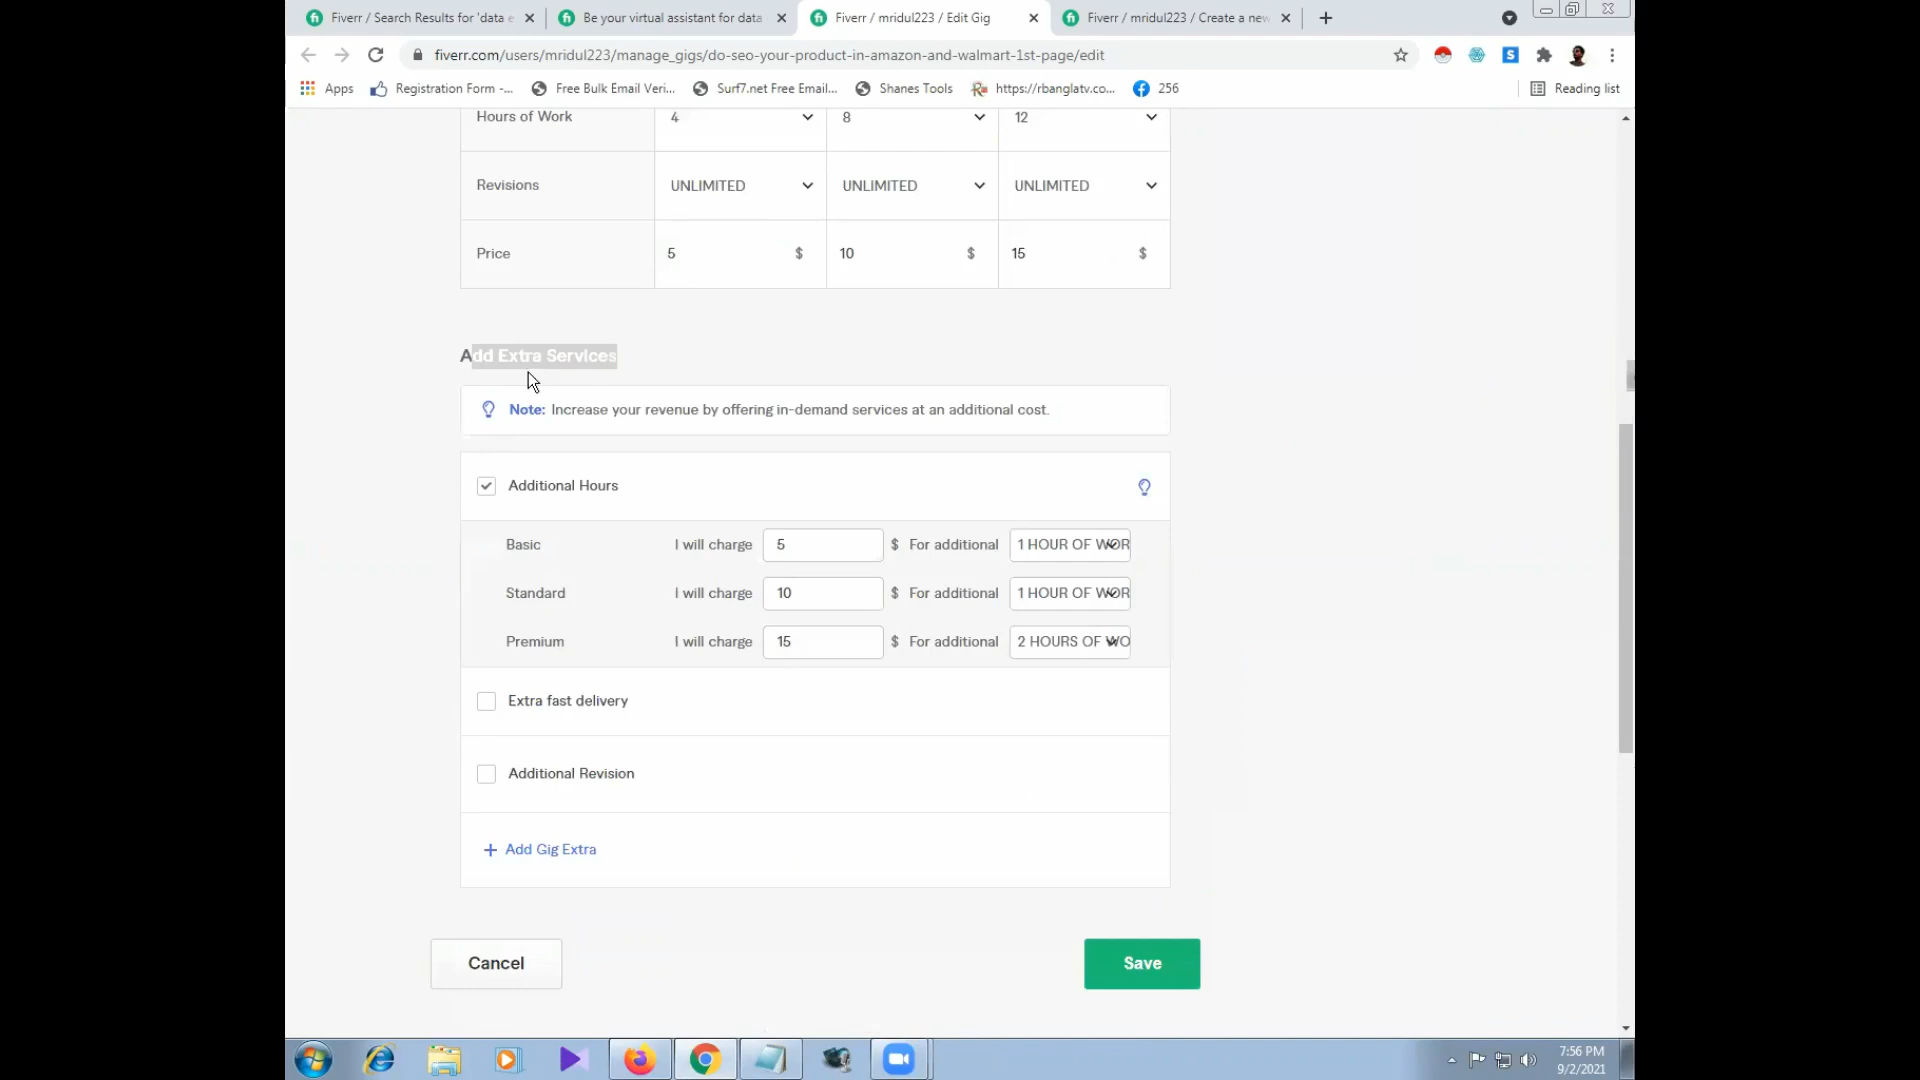 Fiverr / Search Results for 'data e
Be your virtual assistant for data
Fiverr / mridul223 / Edit Gig
Fiverr / mridul223 / Create a new
fiverr.com/users/mridul223/manage_gigs/do-seo-your-product-in-amazon-and-walmart-1st-page/edit
Apps
Registration Form -...
Free Bulk Email Veri...
Surf7.net Free Email...
Shanes Tools
https://rbanglatv.co...
256
Reading list
Hours of Work 4 8 12
Revisions UNLIMITED UNLIMITED UNLIMITED
Price 5 $ 10 $ 15 $
Add Extra Services
Note: Increase your revenue by offering in-demand services at an additional cost.
Additional Hours
Basic I will charge 5 $ For additional 1 HOUR OF WOR
Standard I will charge 10 $ For additional 1 HOUR OF WOR
Premium I will charge 15 $ For additional 2 HOURS OF WO
Extra fast delivery
Additional Revision
+ Add Gig Extra
Cancel
Save
7:56 PM
9/2/2021